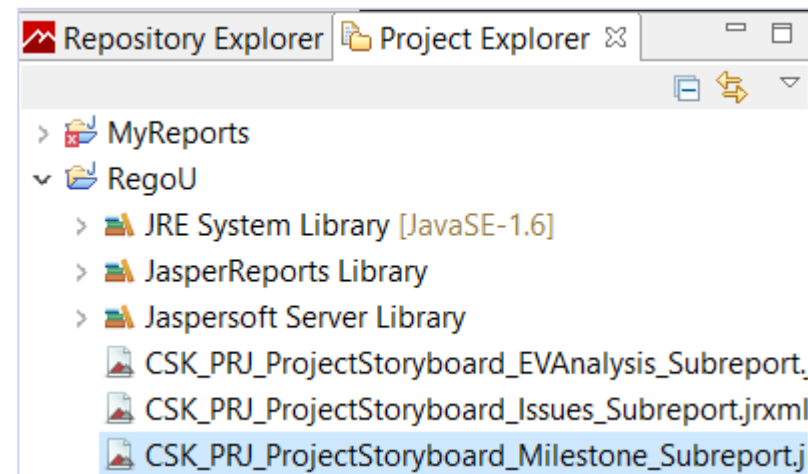 Repository Explorer Project Explorer
MyReports
RegoU
JRE System Library [JavaSE-1.6]
JasperReports Library
Jaspersoft Server Library
CSK_PRJ_ProjectStoryboard_EVAnalysis_Subreport.j
CSK_PRJ_ProjectStoryboard_Issues_Subreport.jrxml
CSK_PRJ_ProjectStoryboard_Milestone_Subreport.j